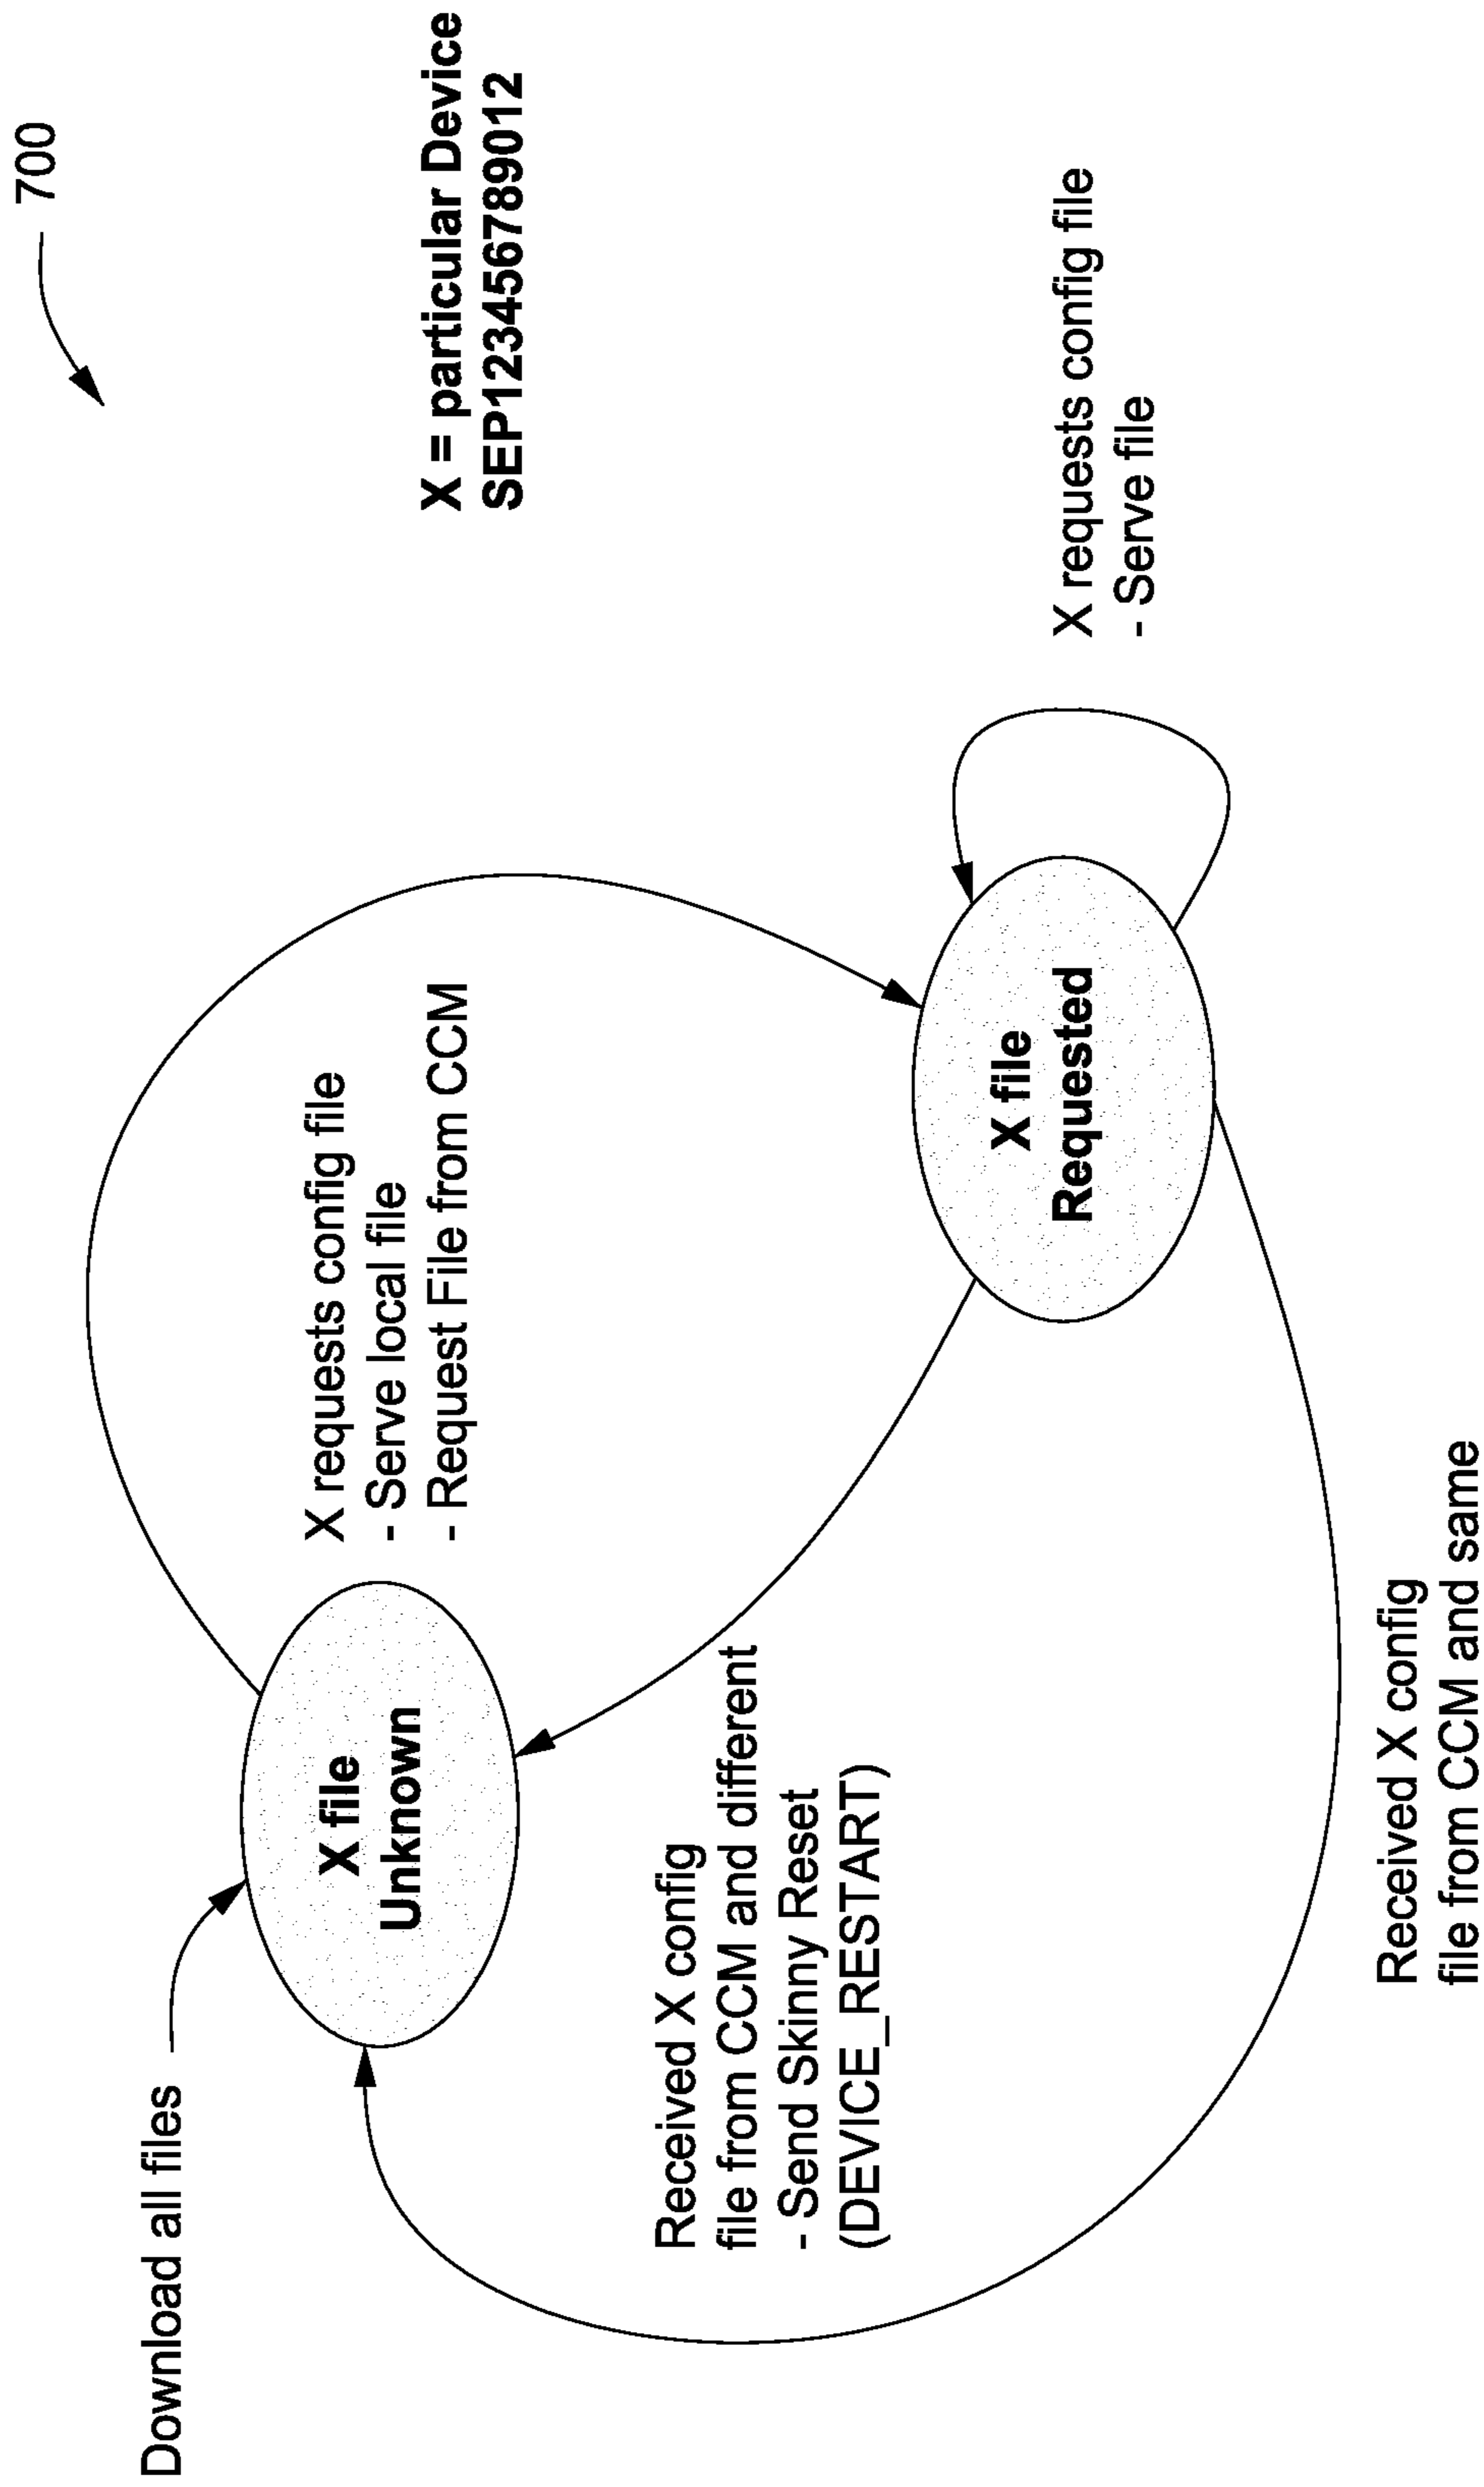 700
X = particular Device
SEP123456789012
Download all files
X file
Unknown
X requests config file
- Serve local file
- Request File from CCM
Received X config
file from CCM and different
- Send Skinny Reset
(DEVICE_RESTART)
X file
Requested
X requests config file
- Serve file
Received X config
file from CCM and same